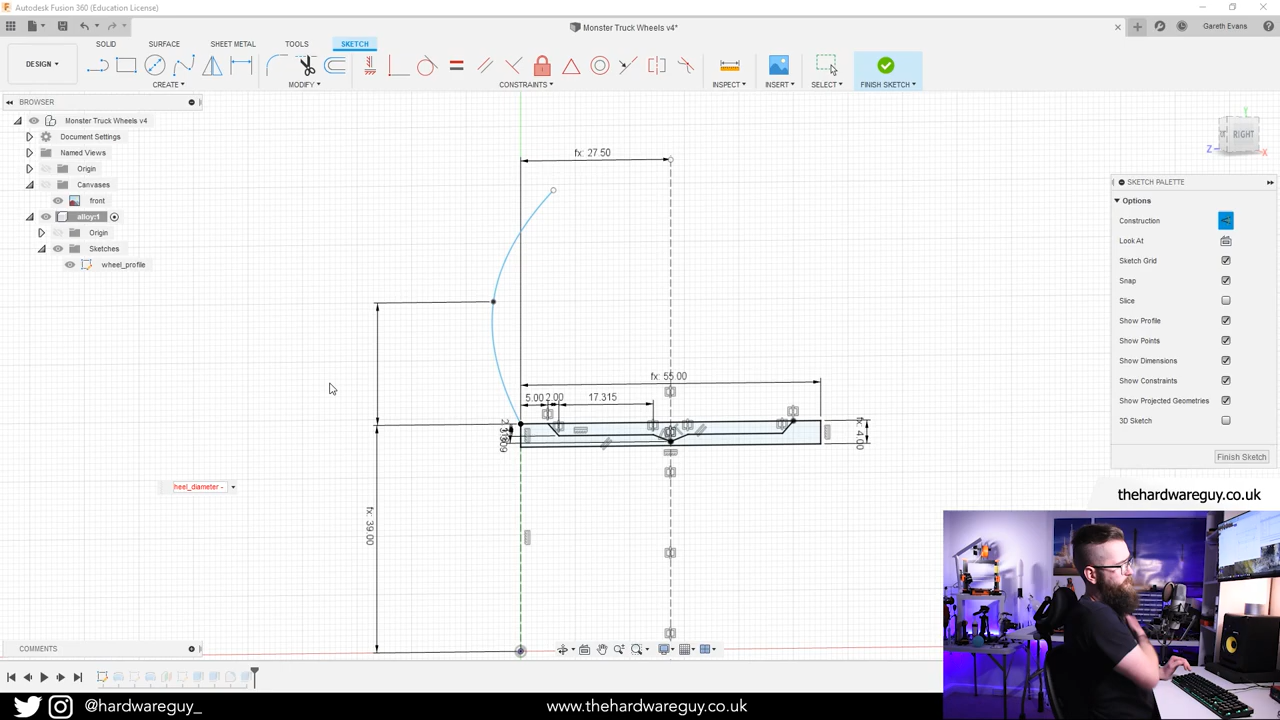 Autodesk Fusion 360 (Education License)
Monster Truck Wheels v4*
Gareth Evans
DESIGN
SOLID
SURFACE
SHEET METAL
TOOLS
SKETCH
CREATE
MODIFY
CONSTRAINTS
INSPECT
INSERT
SELECT
FINISH SKETCH
BROWSER
Monster Truck Wheels v4
Document Settings
Named Views
Origin
Canvases
front
alloy:1
Origin
Sketches
wheel_profile
fx: 27.50
fx: 55.00
5.00
2.00
17.315
fx: 4.00
fx: 39.00
heel_diameter -
RIGHT
Y
Z
X
SKETCH PALETTE
Options
Construction
Look At
Sketch Grid
Snap
Slice
Show Profile
Show Points
Show Dimensions
Show Constraints
Show Projected Geometries
3D Sketch
Finish Sketch
thehardwareguy.co.uk
COMMENTS
@hardwareguy_
www.thehardwareguy.co.uk